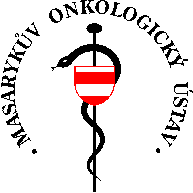 • MASARYKŮV ONKOLOGICKÝ ÚSTAV •